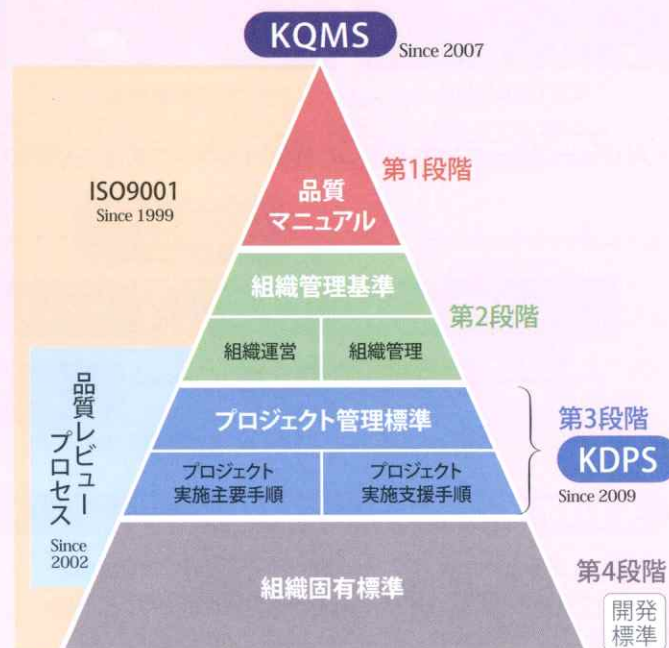 KQMS
Since 2007
ISO9001
Since 1999
品質
マニュアル
第1段階
組織管理基準
組織運営
組織管理
第2段階
品質レビュー
プロセス
Since
2002
プロジェクト管理標準
プロジェクト
実施主要手順
プロジェクト
実施支援手順
第3段階
KDPS
Since 2009
組織固有標準
第4段階
開発
標準